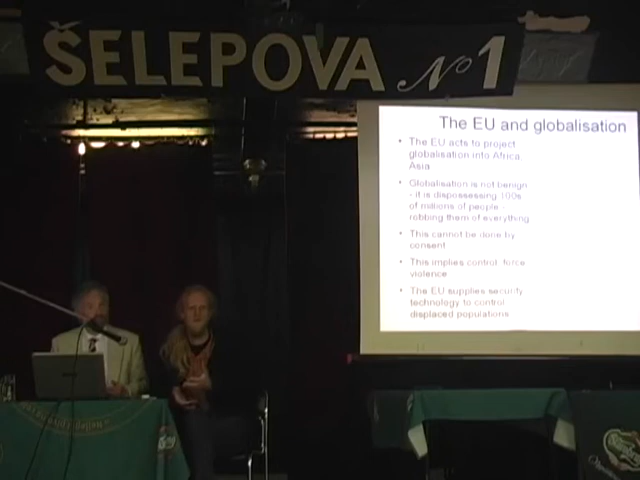 ŠELEPOVA No 1
The EU and globalisation
• The EU acts to project
globalisation into Africa
Asia
• Globalisation is not benign
- it is dispossessing 100s
of millions of people -
robbing them of everything
• This cannot be done by
consent
• This implies control, force
violence
• The EU supplies security
technology to control
displaced populations